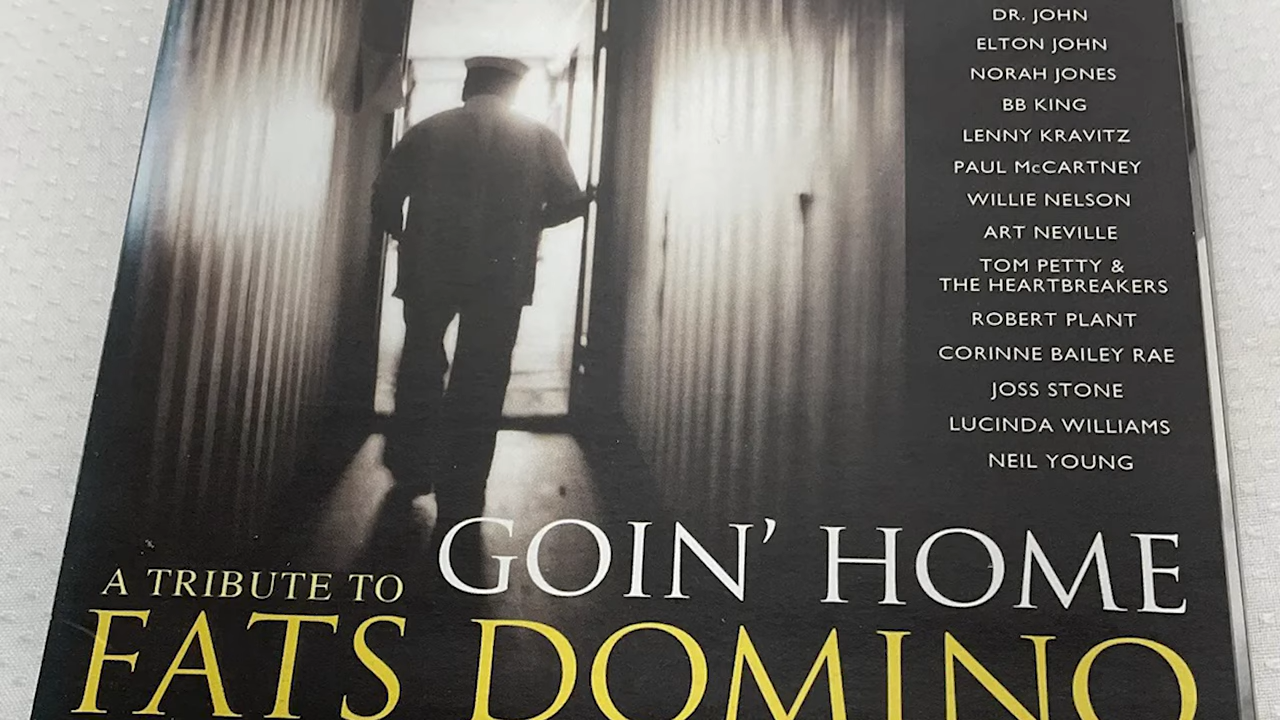 DR. JOHN
ELTON JOHN
NORAH JONES
BB KING
LENNY KRAVITZ
PAUL McCARTNEY
WILLIE NELSON
ART NEVILLE
TOM PETTY &
THE HEARTBREAKERS
ROBERT PLANT
CORINNE BAILEY RAE
JOSS STONE
LUCINDA WILLIAMS
NEIL YOUNG
GOIN' HOME
A TRIBUTE TO
FATS DOMINO